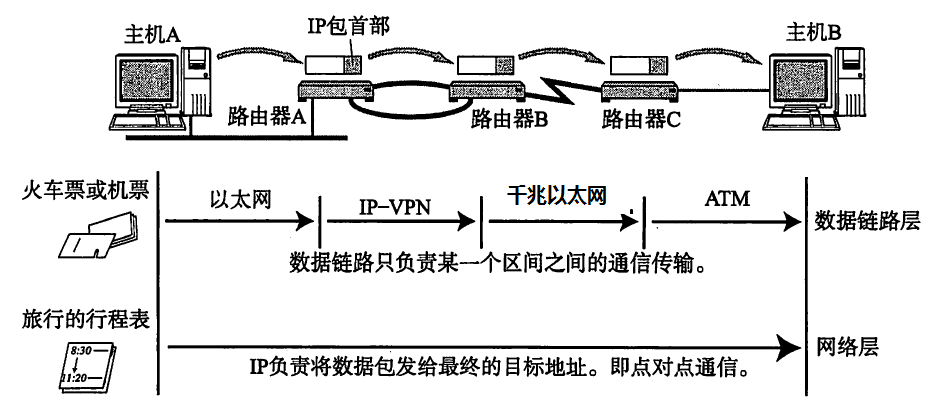 主机A
IP包首部
主机B
路由器A
路由器B
路由器C
火车票或机票
以太网
IP-VPN
千兆以太网
ATM
数据链路层
数据链路只负责某一个区间之间的通信传输。
旅行的行程表
8:30
11:20
网络层
IP负责将数据包发给最终的目标地址。即点对点通信。